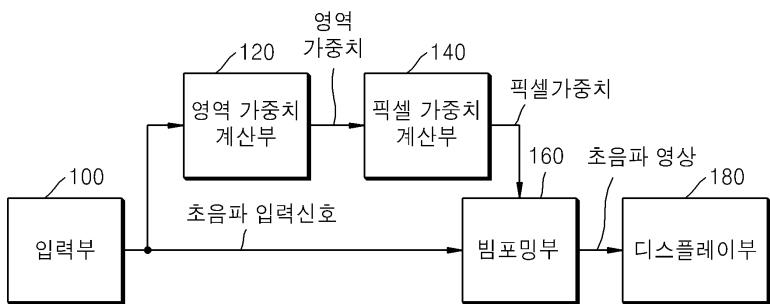 영역
가중치
120
140
영역 가중치
계산부
픽셀 가중치
계산부
픽셀가중치
160
초음파 영상
180
100
초음파 입력신호
입력부
빔포밍부
디스플레이부